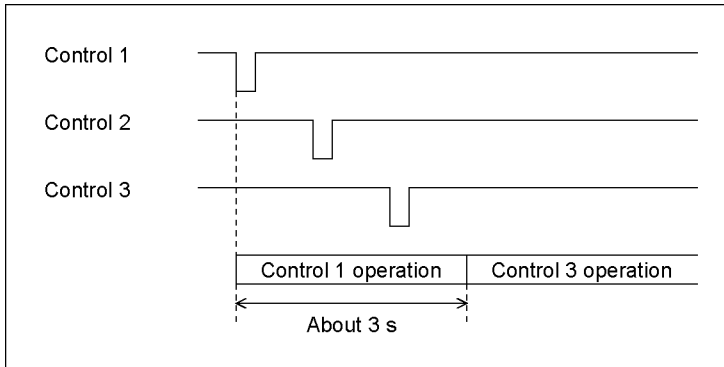 Control 1
Control 2
Control 3
Control 1 operation
Control 3 operation
About 3 s